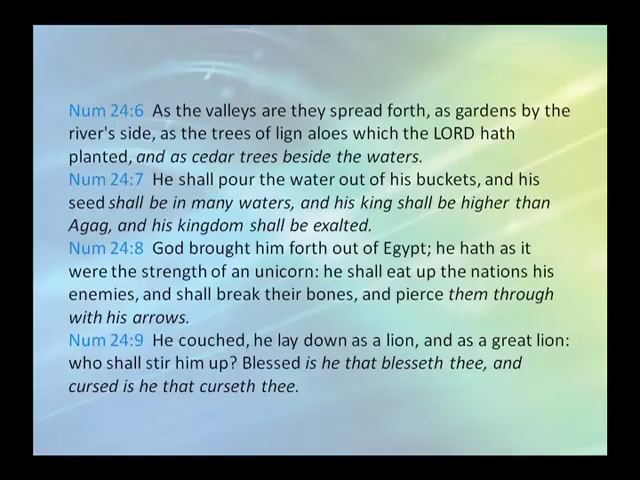 Num 24:6 As the valleys are they spread forth, as gardens by the
river's side, as the trees of lign aloes which the LORD hath
planted, and as cedar trees beside the waters.
Num 24:7 He shall pour the water out of his buckets, and his
seed shall be in many waters, and his king shall be higher than
Agag, and his kingdom shall be exalted.
Num 24:8 God brought him forth out of Egypt; he hath as it
were the strength of an unicorn: he shall eat up the nations his
enemies, and shall break their bones, and pierce them through
with his arrows.
Num 24:9 He couched, he lay down as a lion, and as a great lion:
who shall stir him up? Blessed is he that blesseth thee, and
cursed is he that curseth thee.